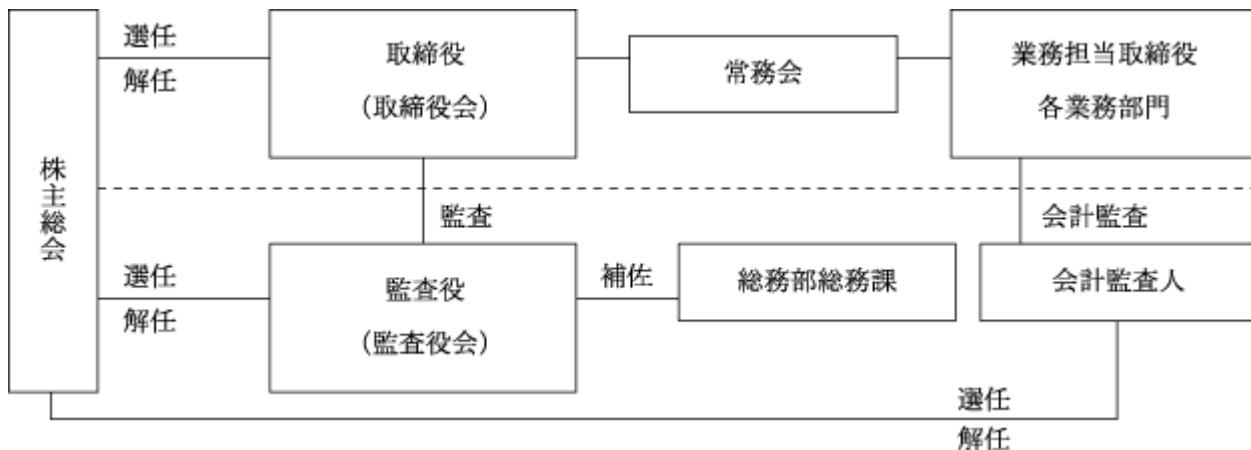 株主総会
選任
解任
取締役
(取締役会)
常務会
業務担当取締役
各業務部門
監査
会計監査
選任
解任
監査役
(監査役会)
補佐
総務部総務課
会計監査人
選任
解任